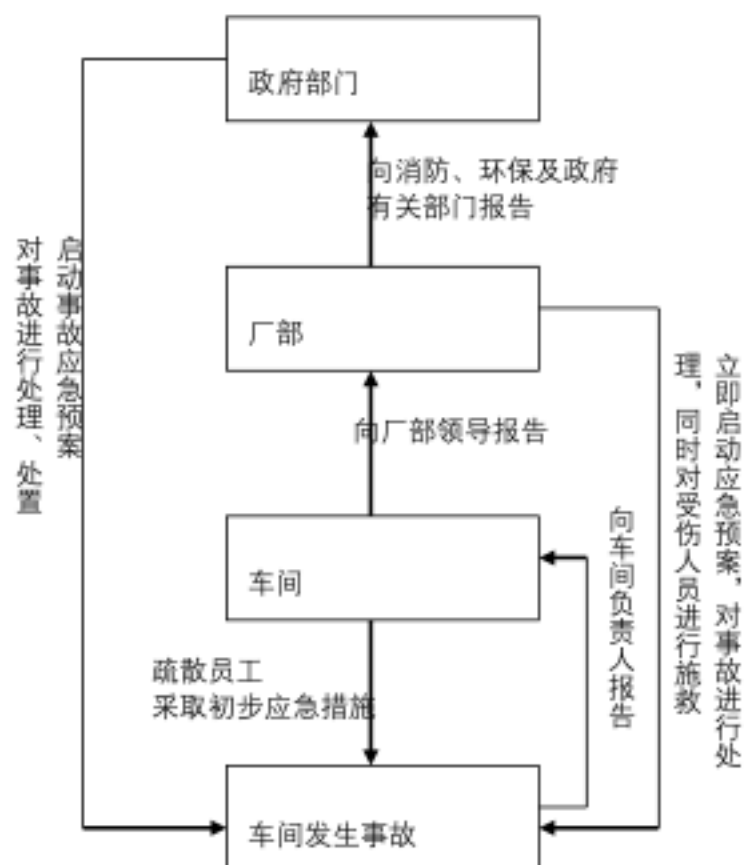 政府部门
向消防、环保及政府
有关部门报告
启动事故应急预案
对事故进行处理、处置
厂部
立即启动应急预案，对事故进行处
理，同时对受伤人员进行施救
向厂部领导报告
车间
向车间负责人报告
疏散员工
采取初步应急措施
车间发生事故